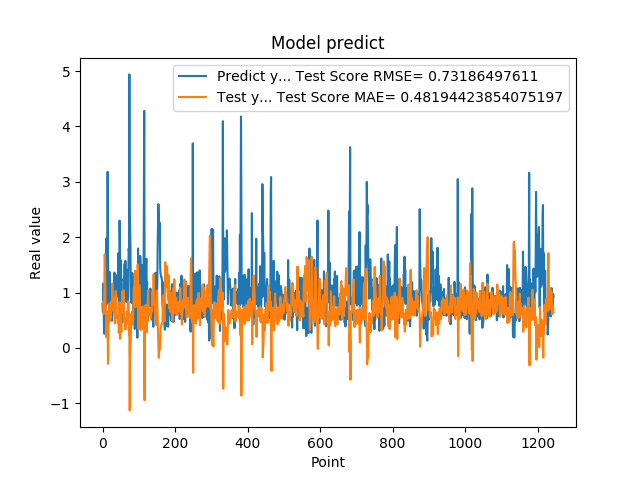 Model predict
Predict y... Test Score RMSE= 0.73186497611
Test y... Test Score MAE= 0.48194423854075197
5
4
3
2
1
0
−1
Real value
0 200 400 600 800 1000 1200
Point